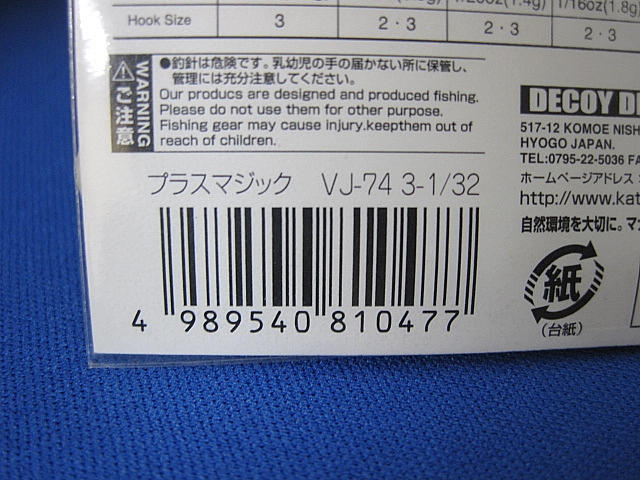 1/16oz(1.8g)
Hook Size 3 2・3 2・3 2・3
WARNING
ご注意
●釣針は危険です。乳幼児の手の届かない所に保管し、
管理には充分注意してください。
Our producs are designed and produced fishing.
Please do not use them for other purpose.
Fishing gear may cause injury.keepthem out of
reach of children.
DECOY
517-12 KOMOE NISH
HYOGO JAPAN.
TEL:0795-22-5036 FA
ホームページアドレス:
http://www.kat
自然環境を大切に。マ
プラスマジック VJ-74 3-1/32
4 989540 810477
紙
(台紙)